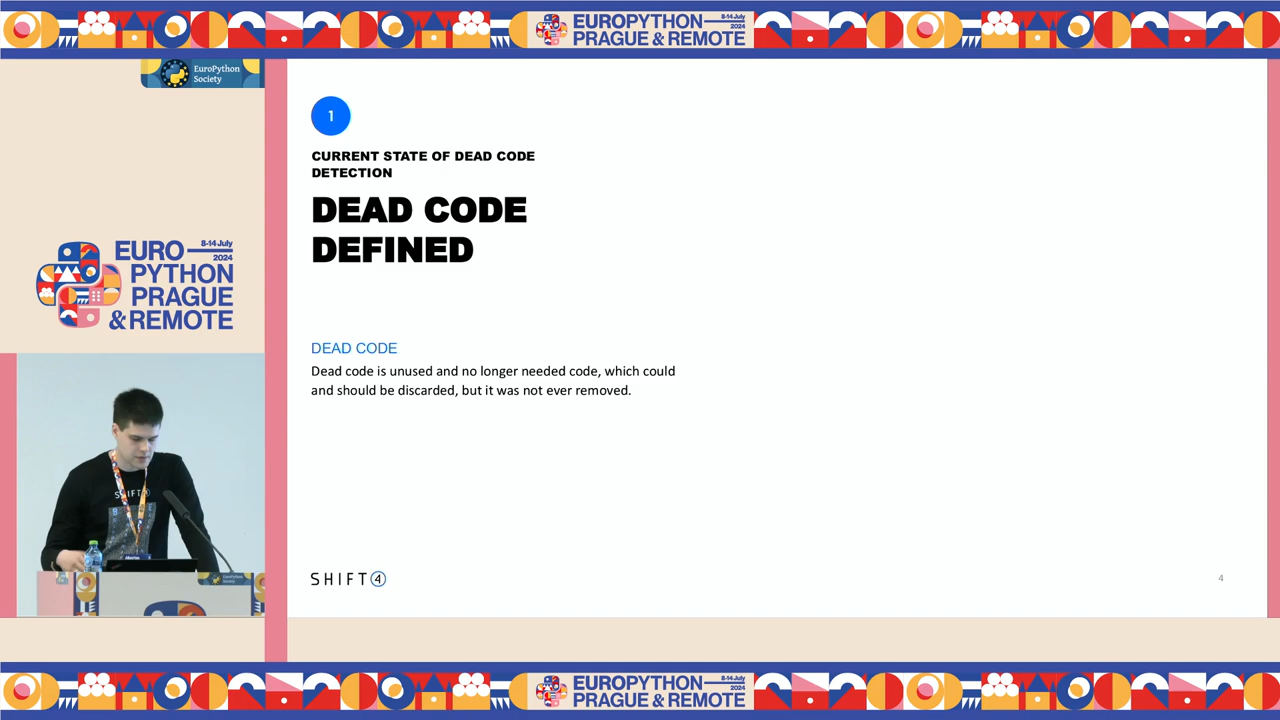 EUROPYTHON
8-14 July
2024
PRAGUE & REMOTE
EuroPython
Society
EURO
8-14 July
2024
PYTHON
PRAGUE
& REMOTE
1
CURRENT STATE OF DEAD CODE
DETECTION
DEAD CODE
DEFINED
DEAD CODE
Dead code is unused and no longer needed code, which could
and should be discarded, but it was not ever removed.
SHIFT4
4
SHIFT4
EuroPython
Society
EUROPYTHON
8-14 July
2024
PRAGUE & REMOTE